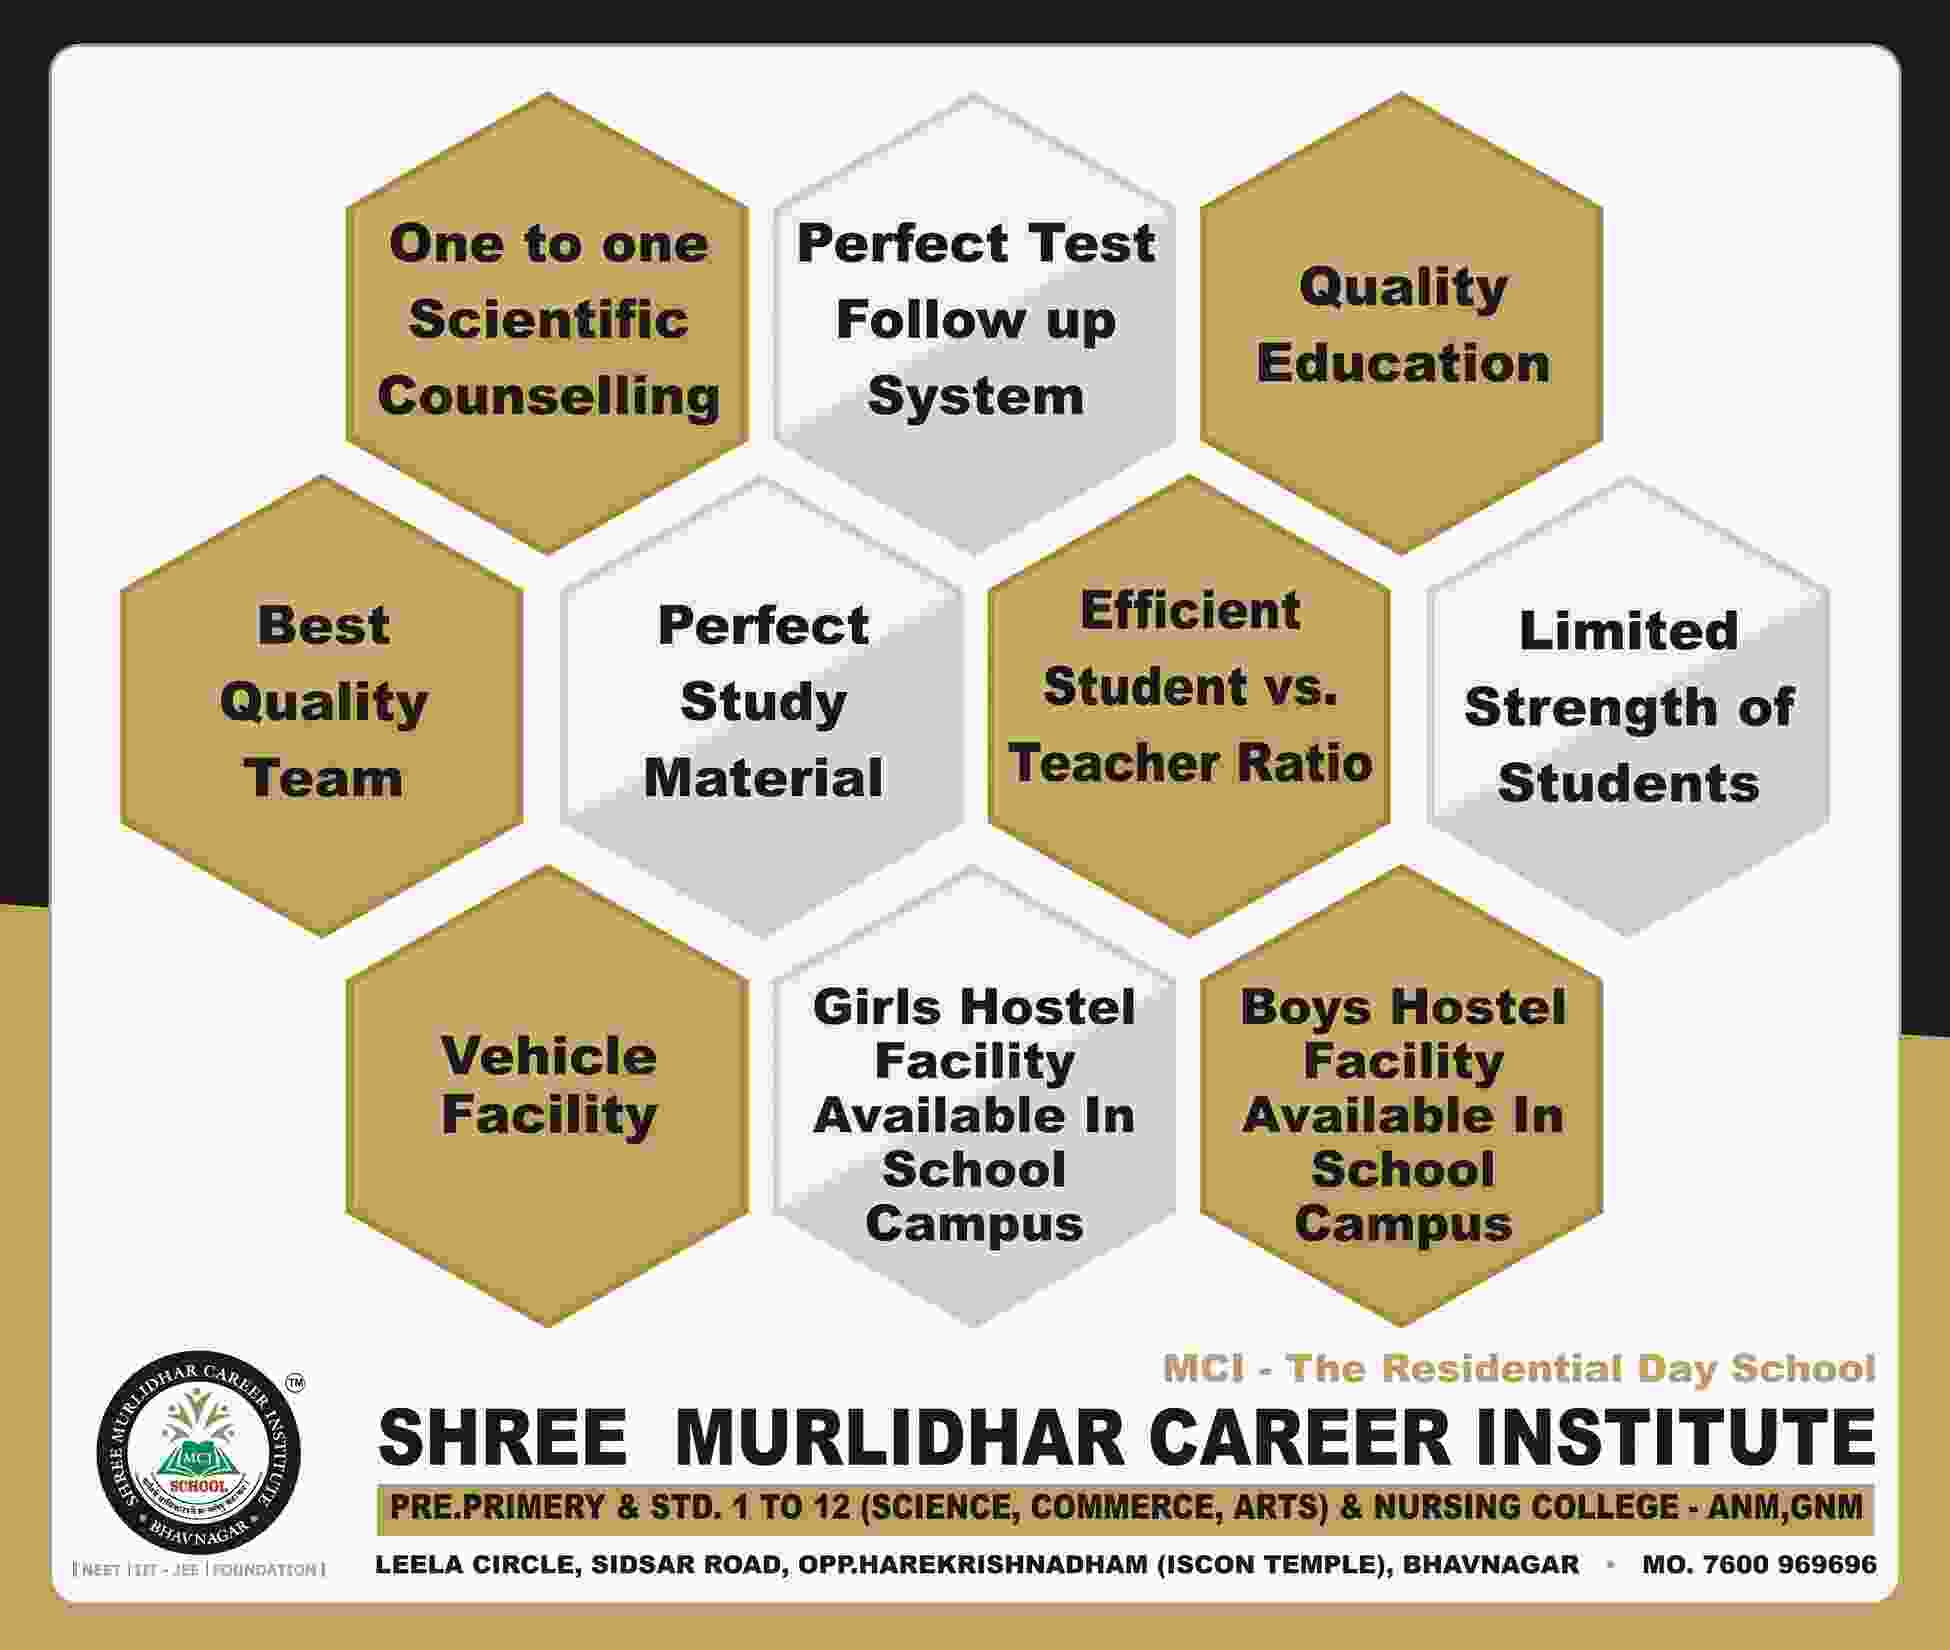 One to one
Scientific
Counselling
Perfect Test
Follow up
System
Quality
Education
Best
Quality
Team
Perfect
Study
Material
Efficient
Student vs.
Teacher Ratio
Limited
Strength of
Students
Vehicle
Facility
Girls Hostel
Facility
Available In
School
Campus
Boys Hostel
Facility
Available In
School
Campus
SHREE MURLIDHAR CAREER INSTITUTE
TM
MCI
SCHOOL
• BHAVNAGAR •
| NEET | IIT - JEE | FOUNDATION |
MCI - The Residential Day School
SHREE MURLIDHAR CAREER INSTITUTE
PRE.PRIMERY & STD. 1 TO 12 (SCIENCE, COMMERCE, ARTS) & NURSING COLLEGE - ANM,GNM
LEELA CIRCLE, SIDSAR ROAD, OPP.HAREKRISHNADHAM (ISCON TEMPLE), BHAVNAGAR • MO. 7600 969696